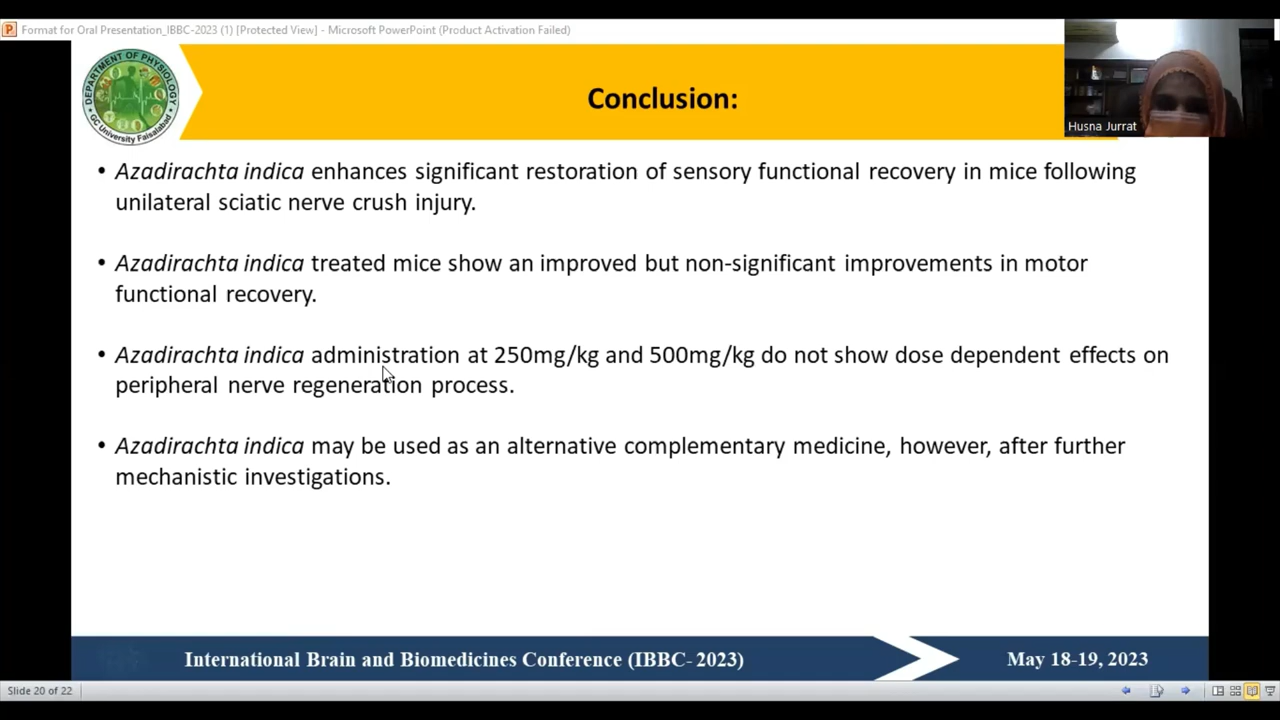 Format for Oral Presentation_IBBC-2023 (1) [Protected View] - Microsoft PowerPoint (Product Activation Failed)
DEPARTMENT OF PHYSIOLOGY
GC University Faisalabad
Conclusion:
Husna Jurrat
• Azadirachta indica enhances significant restoration of sensory functional recovery in mice following
unilateral sciatic nerve crush injury.
• Azadirachta indica treated mice show an improved but non-significant improvements in motor
functional recovery.
• Azadirachta indica administration at 250mg/kg and 500mg/kg do not show dose dependent effects on
peripheral nerve regeneration process.
• Azadirachta indica may be used as an alternative complementary medicine, however, after further
mechanistic investigations.
International Brain and Biomedicines Conference (IBBC- 2023)
May 18-19, 2023
Slide 20 of 22